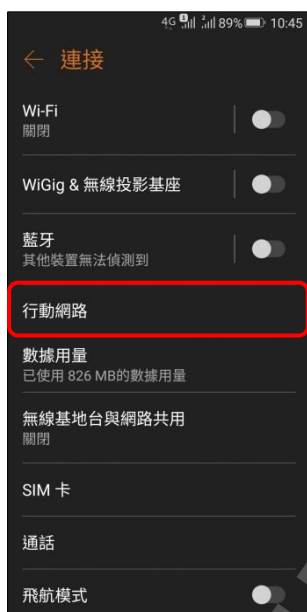 4G 89% 10:45
← 連接
Wi-Fi
關閉
WiGig & 無線投影基座
藍牙
其他裝置無法偵測到
行動網路
數據用量
已使用 826 MB的數據用量
無線基地台與網路共用
關閉
SIM 卡
通話
飛航模式